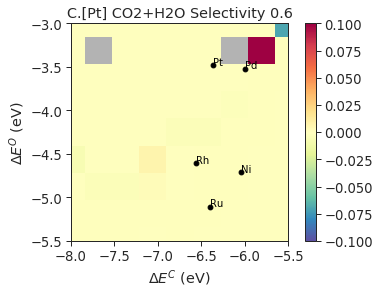 C.[Pt] CO2+H2O Selectivity 0.6
ΔE^O (eV)
−3.0
−3.5
−4.0
−4.5
−5.0
−5.5
Pt
Pd
Rh
Ni
Ru
−8.0 −7.5 −7.0 −6.5 −6.0 −5.5
ΔE^C (eV)
0.100
0.075
0.050
0.025
0.000
−0.025
−0.050
−0.075
−0.100